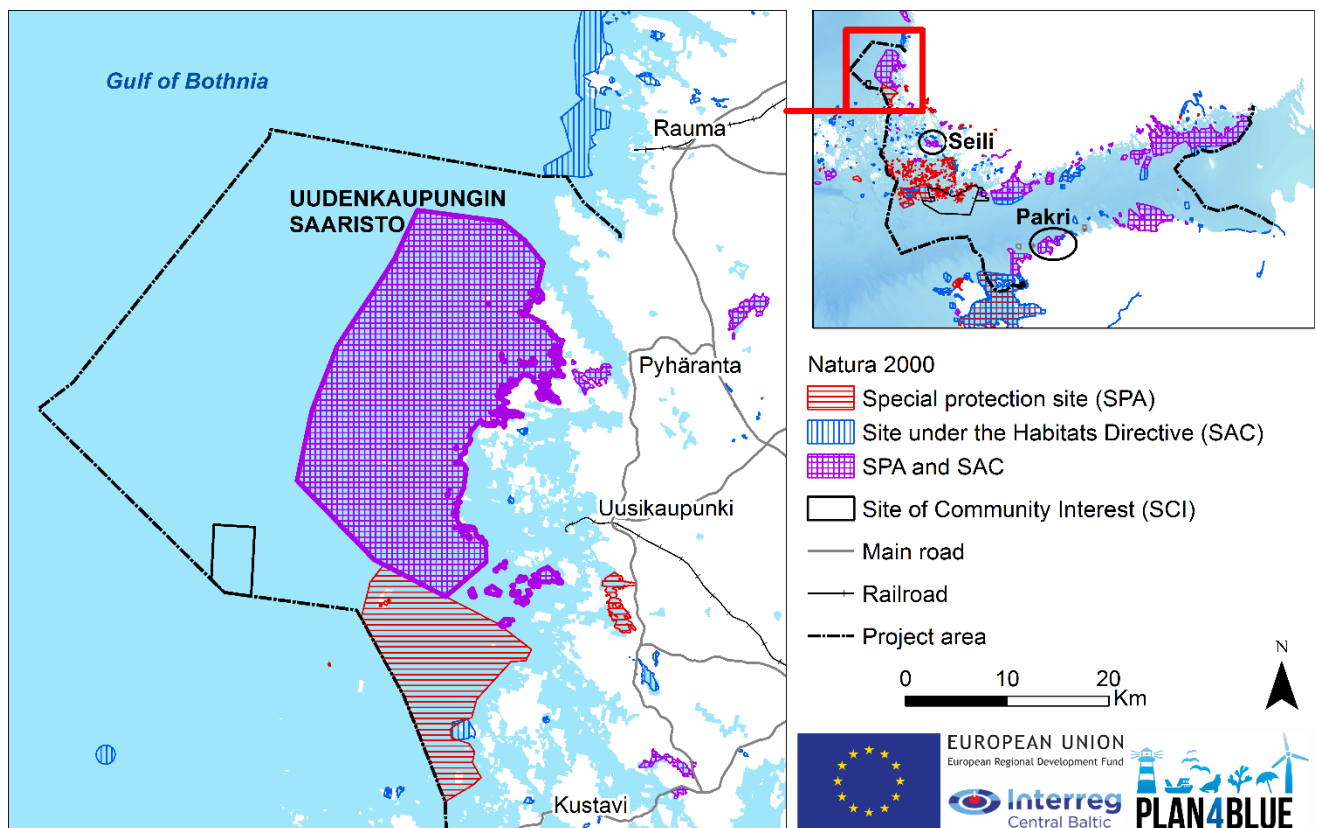 Gulf of Bothnia
Rauma
UUDENKAUPUNGIN
SAARISTO
Pyhäranta
Uusikaupunki
Kustavi
Seili
Pakri
Natura 2000
Special protection site (SPA)
Site under the Habitats Directive (SAC)
SPA and SAC
Site of Community Interest (SCI)
Main road
Railroad
Project area
N
0 10 20
Km
EUROPEAN UNION
European Regional Development Fund
Interreg
Central Baltic
PLAN4BLUE